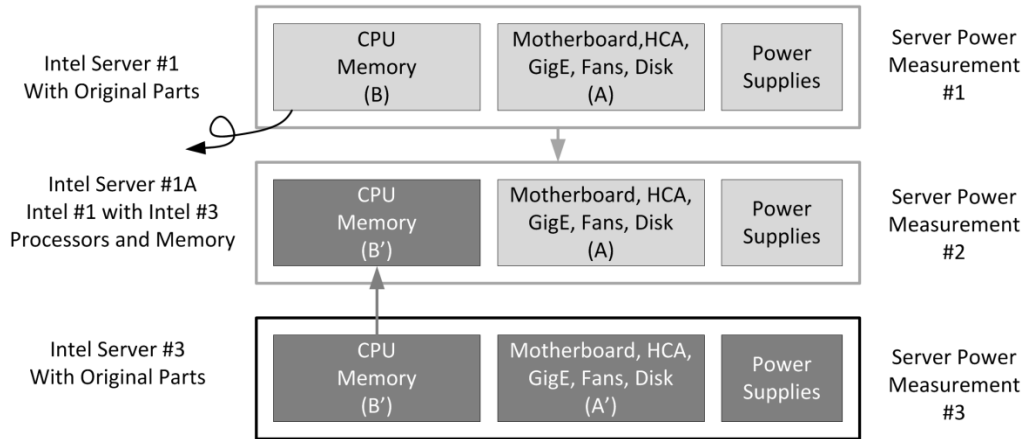 Intel Server #1
With Original Parts
CPU
Memory
(B)
Motherboard,HCA,
GigE, Fans, Disk
(A)
Power
Supplies
Server Power
Measurement
#1
Intel Server #1A
Intel #1 with Intel #3
Processors and Memory
CPU
Memory
(B’)
Motherboard, HCA,
GigE, Fans, Disk
(A)
Power
Supplies
Server Power
Measurement
#2
Intel Server #3
With Original Parts
CPU
Memory
(B’)
Motherboard, HCA,
GigE, Fans, Disk
(A’)
Power
Supplies
Server Power
Measurement
#3